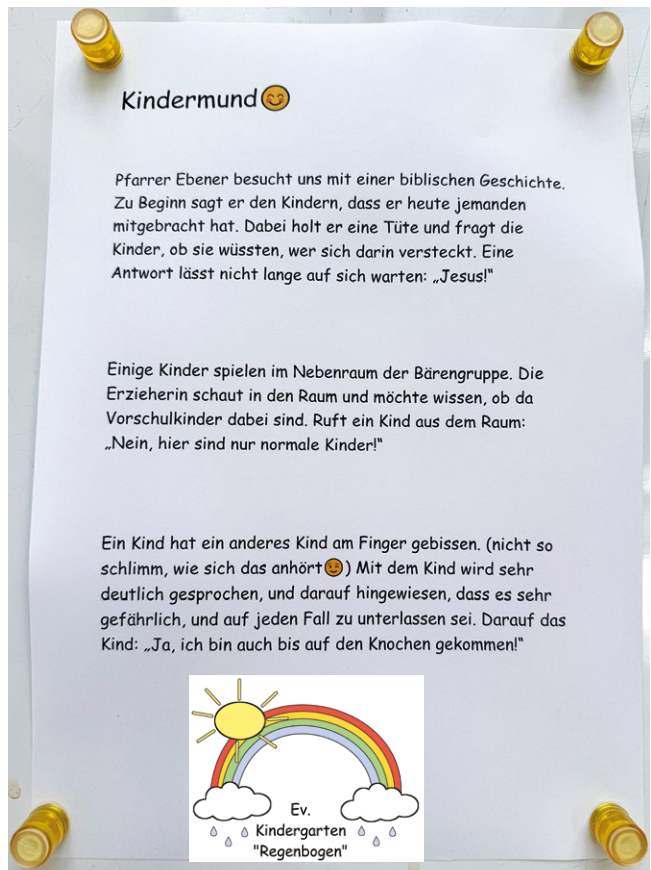 Kindermund😊
Pfarrer Ebener besucht uns mit einer biblischen Geschichte.
Zu Beginn sagt er den Kindern, dass er heute jemanden
mitgebracht hat. Dabei holt er eine Tüte und fragt die
Kinder, ob sie wüssten, wer sich darin versteckt. Eine
Antwort lässt nicht lange auf sich warten: „Jesus!“
Einige Kinder spielen im Nebenraum der Bärengruppe. Die
Erzieherin schaut in den Raum und möchte wissen, ob da
Vorschulkinder dabei sind. Ruft ein Kind aus dem Raum:
„Nein, hier sind nur normale Kinder!“
Ein Kind hat ein anderes Kind am Finger gebissen. (nicht so
schlimm, wie sich das anhört😉) Mit dem Kind wird sehr
deutlich gesprochen, und darauf hingewiesen, dass es sehr
gefährlich, und auf jeden Fall zu unterlassen sei. Darauf das
Kind: „Ja, ich bin auch bis auf den Knochen gekommen!“
Ev.
Kindergarten
"Regenbogen"